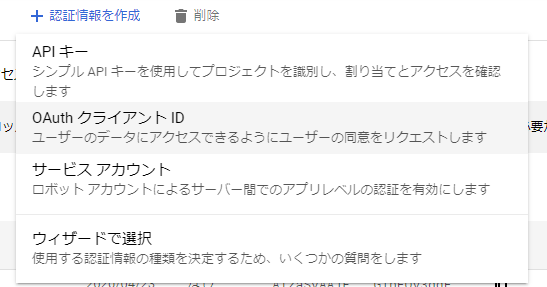 認証情報を作成 削除
API キー
シンプル API キーを使用してプロジェクトを識別し、割り当てとアクセスを確認
します
OAuth クライアント ID
ユーザーのデータにアクセスできるようにユーザーの同意をリクエストします
サービス アカウント
ロボット アカウントによるサーバー間でのアプリレベルの認証を有効にします
ウィザードで選択
使用する認証情報の種類を決定するため、いくつかの質問をします